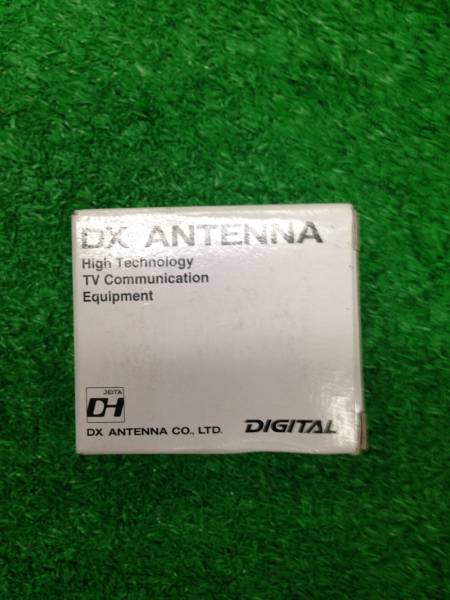 DX ANTENNA
High Technology
TV Communication
Equipment
JEITA
DH
DX ANTENNA CO., LTD.
DIGITAL